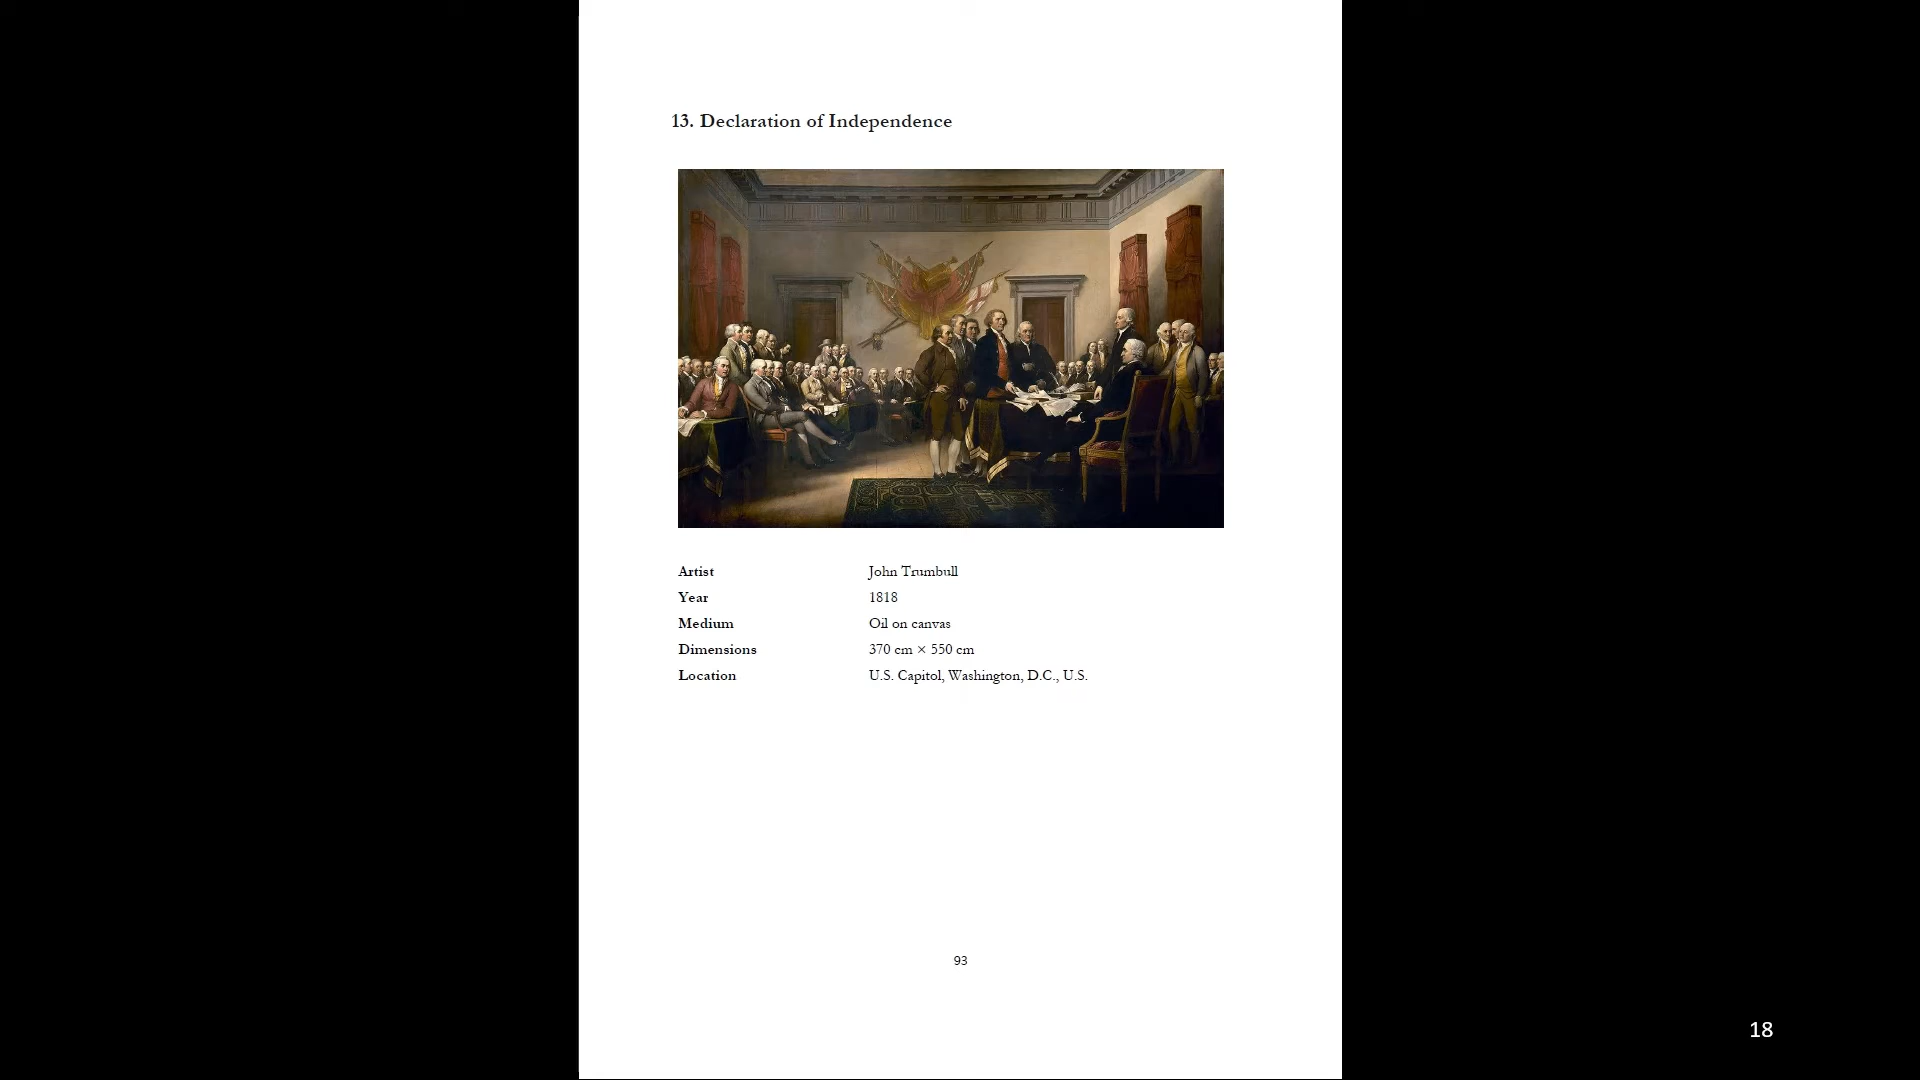 13. Declaration of Independence
Artist John Trumbull
Year 1818
Medium Oil on canvas
Dimensions 370 cm × 550 cm
Location U.S. Capitol, Washington, D.C., U.S.
93
18